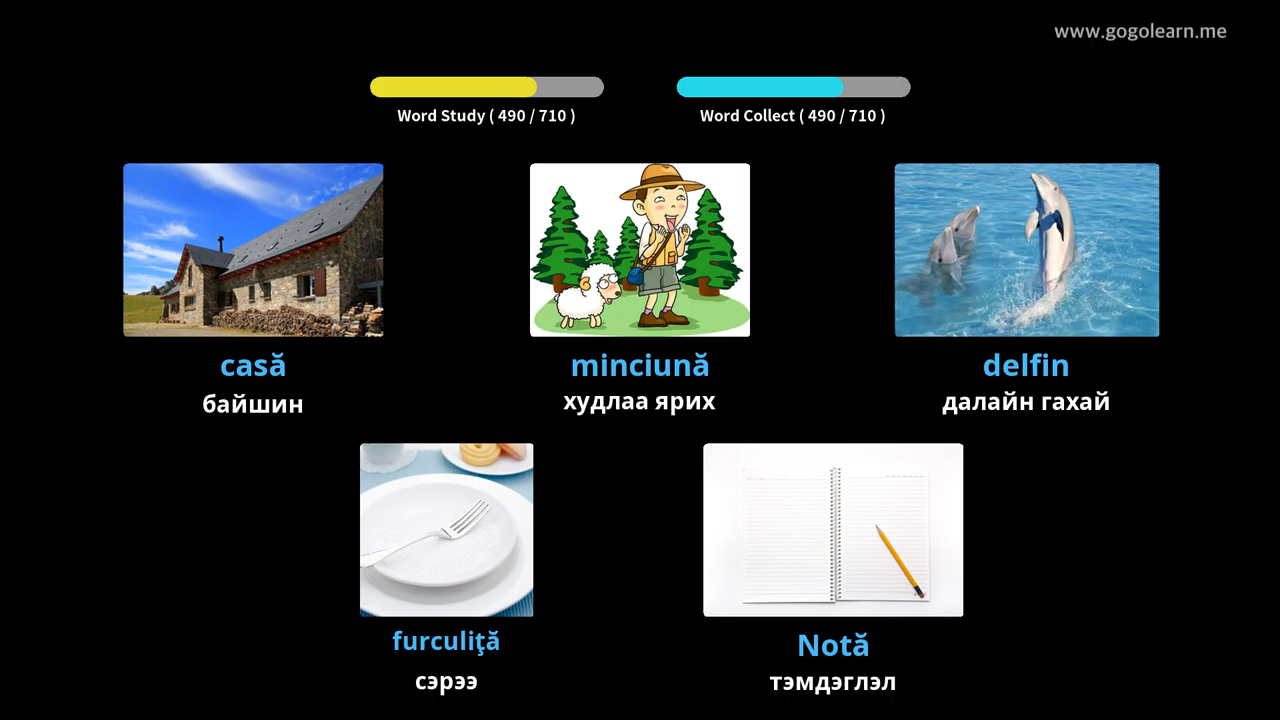 www.gogolearn.me
Word Study ( 490 / 710 )
Word Collect ( 490 / 710 )
casă
байшин
minciună
худлаа ярих
delfin
далайн гахай
furculiţă
сэрээ
Notă
тэмдэглэл